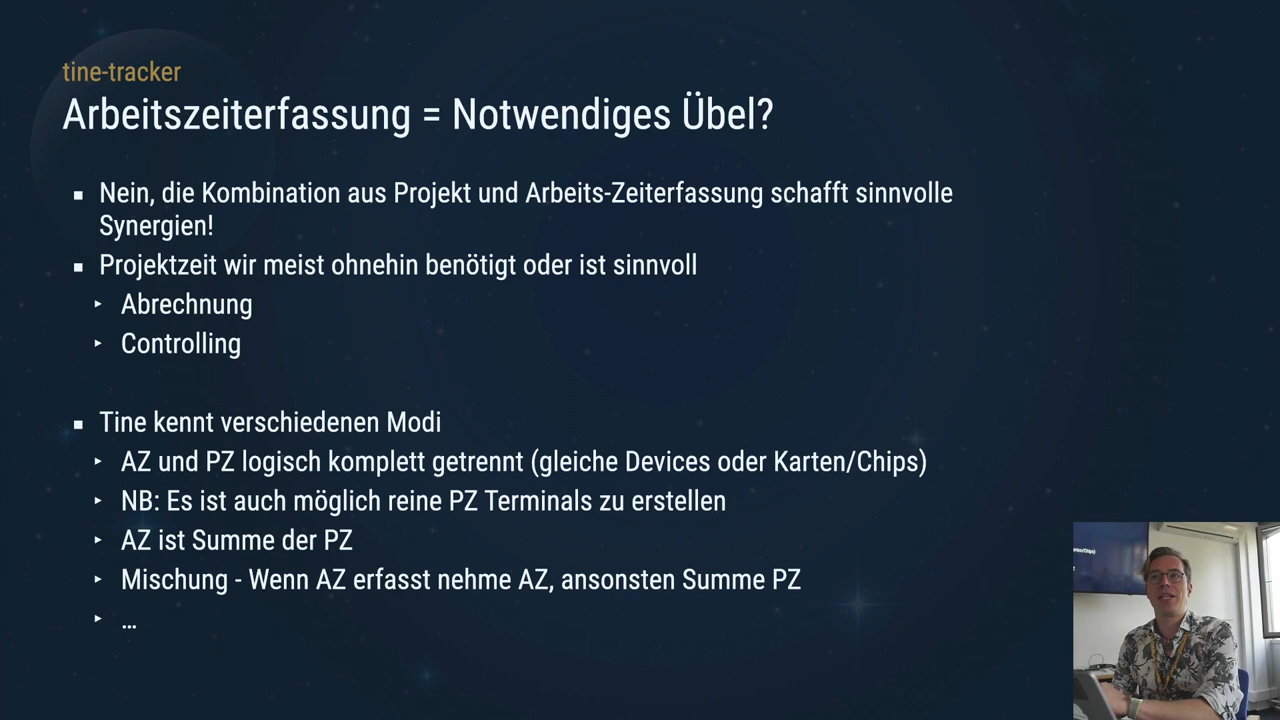 tine-tracker
Arbeitszeiterfassung = Notwendiges Übel?
▪ Nein, die Kombination aus Projekt und Arbeits-Zeiterfassung schafft sinnvolle
Synergien!
▪ Projektzeit wir meist ohnehin benötigt oder ist sinnvoll
‣ Abrechnung
‣ Controlling
▪ Tine kennt verschiedenen Modi
‣ AZ und PZ logisch komplett getrennt (gleiche Devices oder Karten/Chips)
‣ NB: Es ist auch möglich reine PZ Terminals zu erstellen
‣ AZ ist Summe der PZ
‣ Mischung - Wenn AZ erfasst nehme AZ, ansonsten Summe PZ
‣ ...